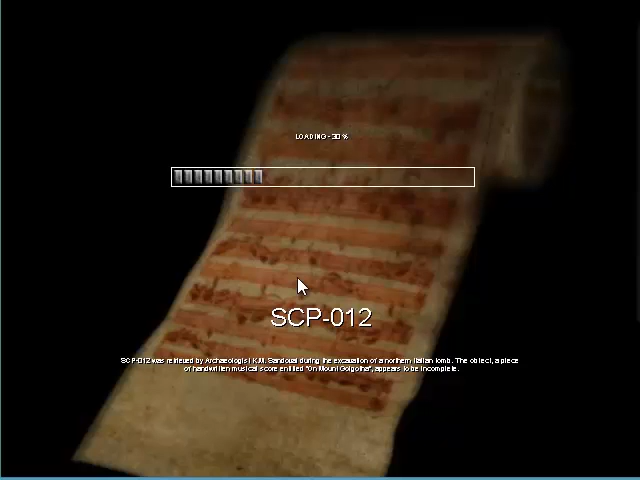 LOADING - 30 %
SCP-012
SCP-012 was retrieved by Archaeologist K.M. Sandoval during the excavation of a northern Italian tomb. The object, a piece
of handwritten musical score entitled "On Mount Golgotha", appears to be incomplete.